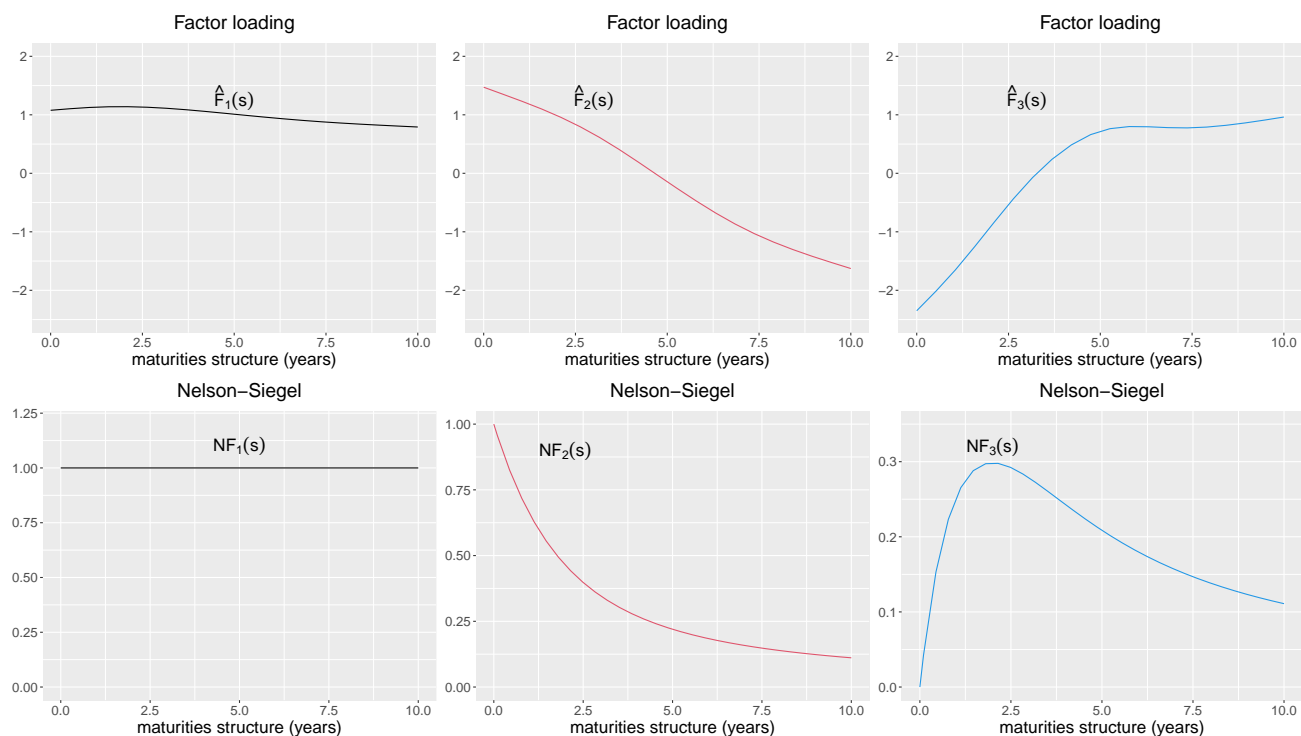 Factor loading
Factor loading
Factor loading
2
1
0
−1
−2
F̂₁(s)
0.0 2.5 5.0 7.5 10.0
maturities structure (years)
2
1
0
−1
−2
F̂₂(s)
0.0 2.5 5.0 7.5 10.0
maturities structure (years)
2
1
0
−1
−2
F̂₃(s)
0.0 2.5 5.0 7.5 10.0
maturities structure (years)
Nelson−Siegel
Nelson−Siegel
Nelson−Siegel
1.25
1.00
0.75
0.50
0.25
0.00
NF₁(s)
0.0 2.5 5.0 7.5 10.0
maturities structure (years)
1.00
0.75
0.50
0.25
0.00
NF₂(s)
0.0 2.5 5.0 7.5 10.0
maturities structure (years)
0.3
0.2
0.1
0.0
NF₃(s)
0.0 2.5 5.0 7.5 10.0
maturities structure (years)